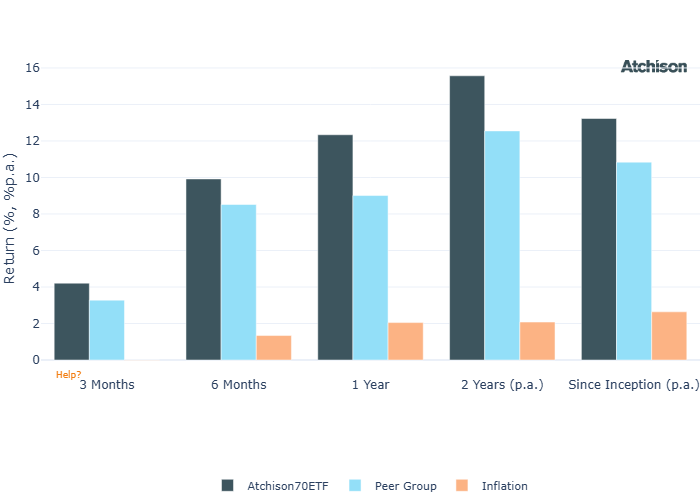 Atchison
16
14
12
10
8
6
4
2
0
Return (%, %p.a.)
Help?
3 Months
6 Months
1 Year
2 Years (p.a.)
Since Inception (p.a.)
Atchison70ETF
Peer Group
Inflation